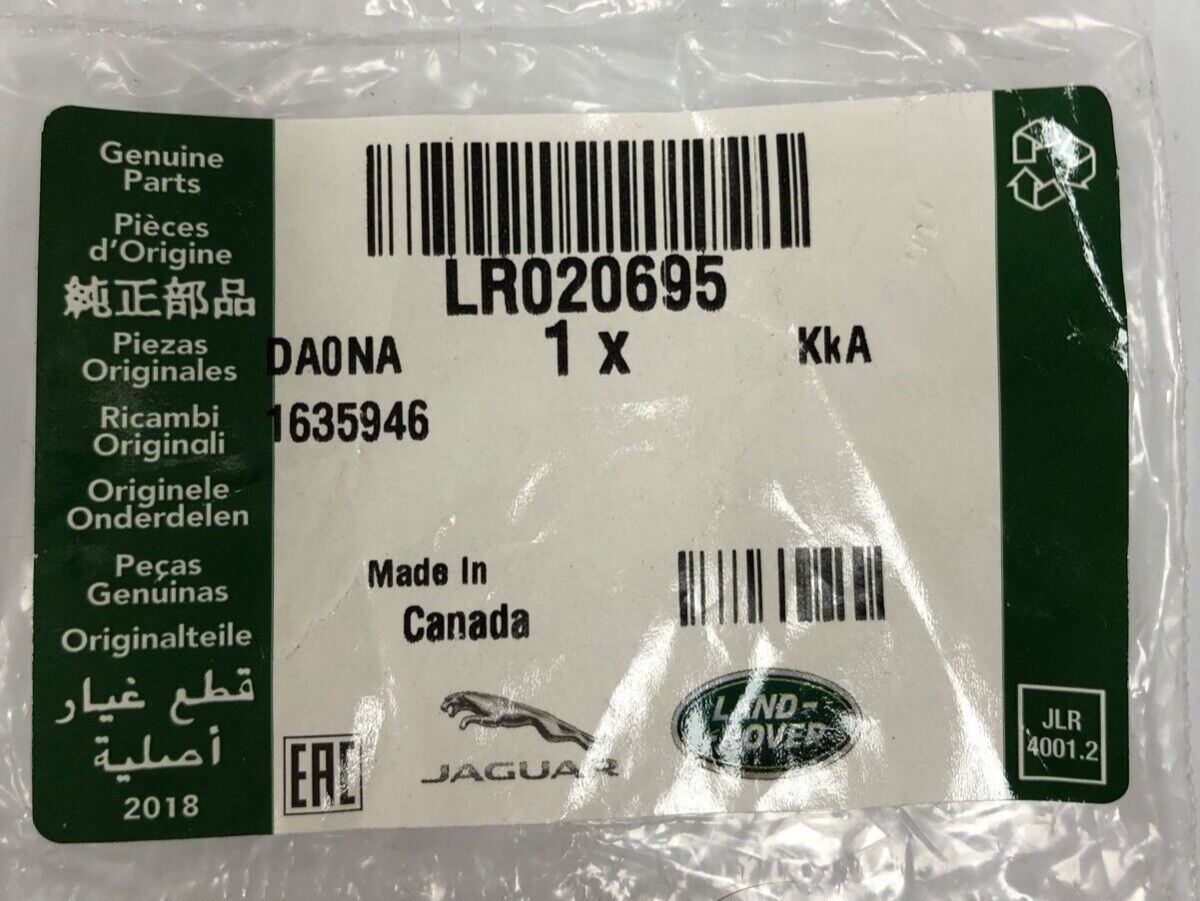 Genuine
Parts
Pièces
d'Origine
純正部品
Piezas
Originales
Ricambi
Originali
Originele
Onderdelen
Peças
Genuinas
Originalteile
قطع غيار
أصلية
2018
LR020695
DA0NA 1 x KkA
1635946
Made In
Canada
EAC
JAGUAR
LAND-
ROVER
JLR
4001.2